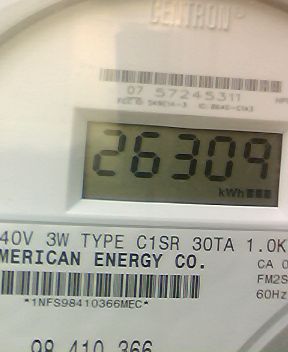 CENTRON®
07 57245311
26309
kWh
40V 3W TYPE C1SR 30TA 1.0K
MERICAN ENERGY CO.
CA 0
FM2S
*1NFS98410366MEC*
60Hz
98 410 366